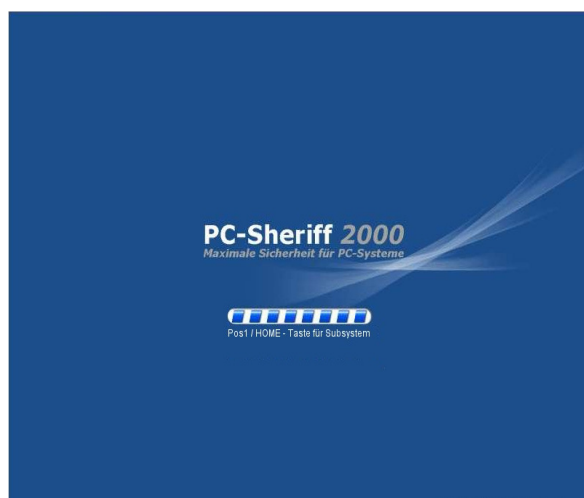 PC-Sheriff 2000
Maximale Sicherheit für PC-Systeme
Pos1 / HOME - Taste für Subsystem